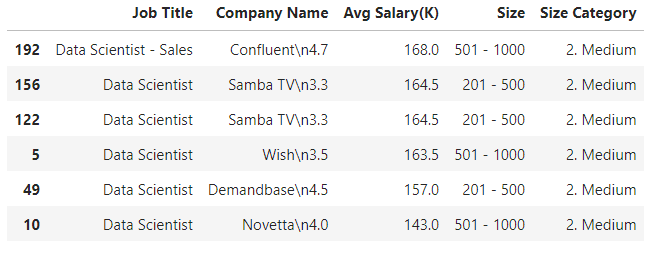 Job Title Company Name Avg Salary(K) Size Size Category
192 Data Scientist - Sales Confluent\n4.7 168.0 501 - 1000 2. Medium
156 Data Scientist Samba TV\n3.3 164.5 201 - 500 2. Medium
122 Data Scientist Samba TV\n3.3 164.5 201 - 500 2. Medium
5 Data Scientist Wish\n3.5 163.5 501 - 1000 2. Medium
49 Data Scientist Demandbase\n4.5 157.0 201 - 500 2. Medium
10 Data Scientist Novetta\n4.0 143.0 501 - 1000 2. Medium